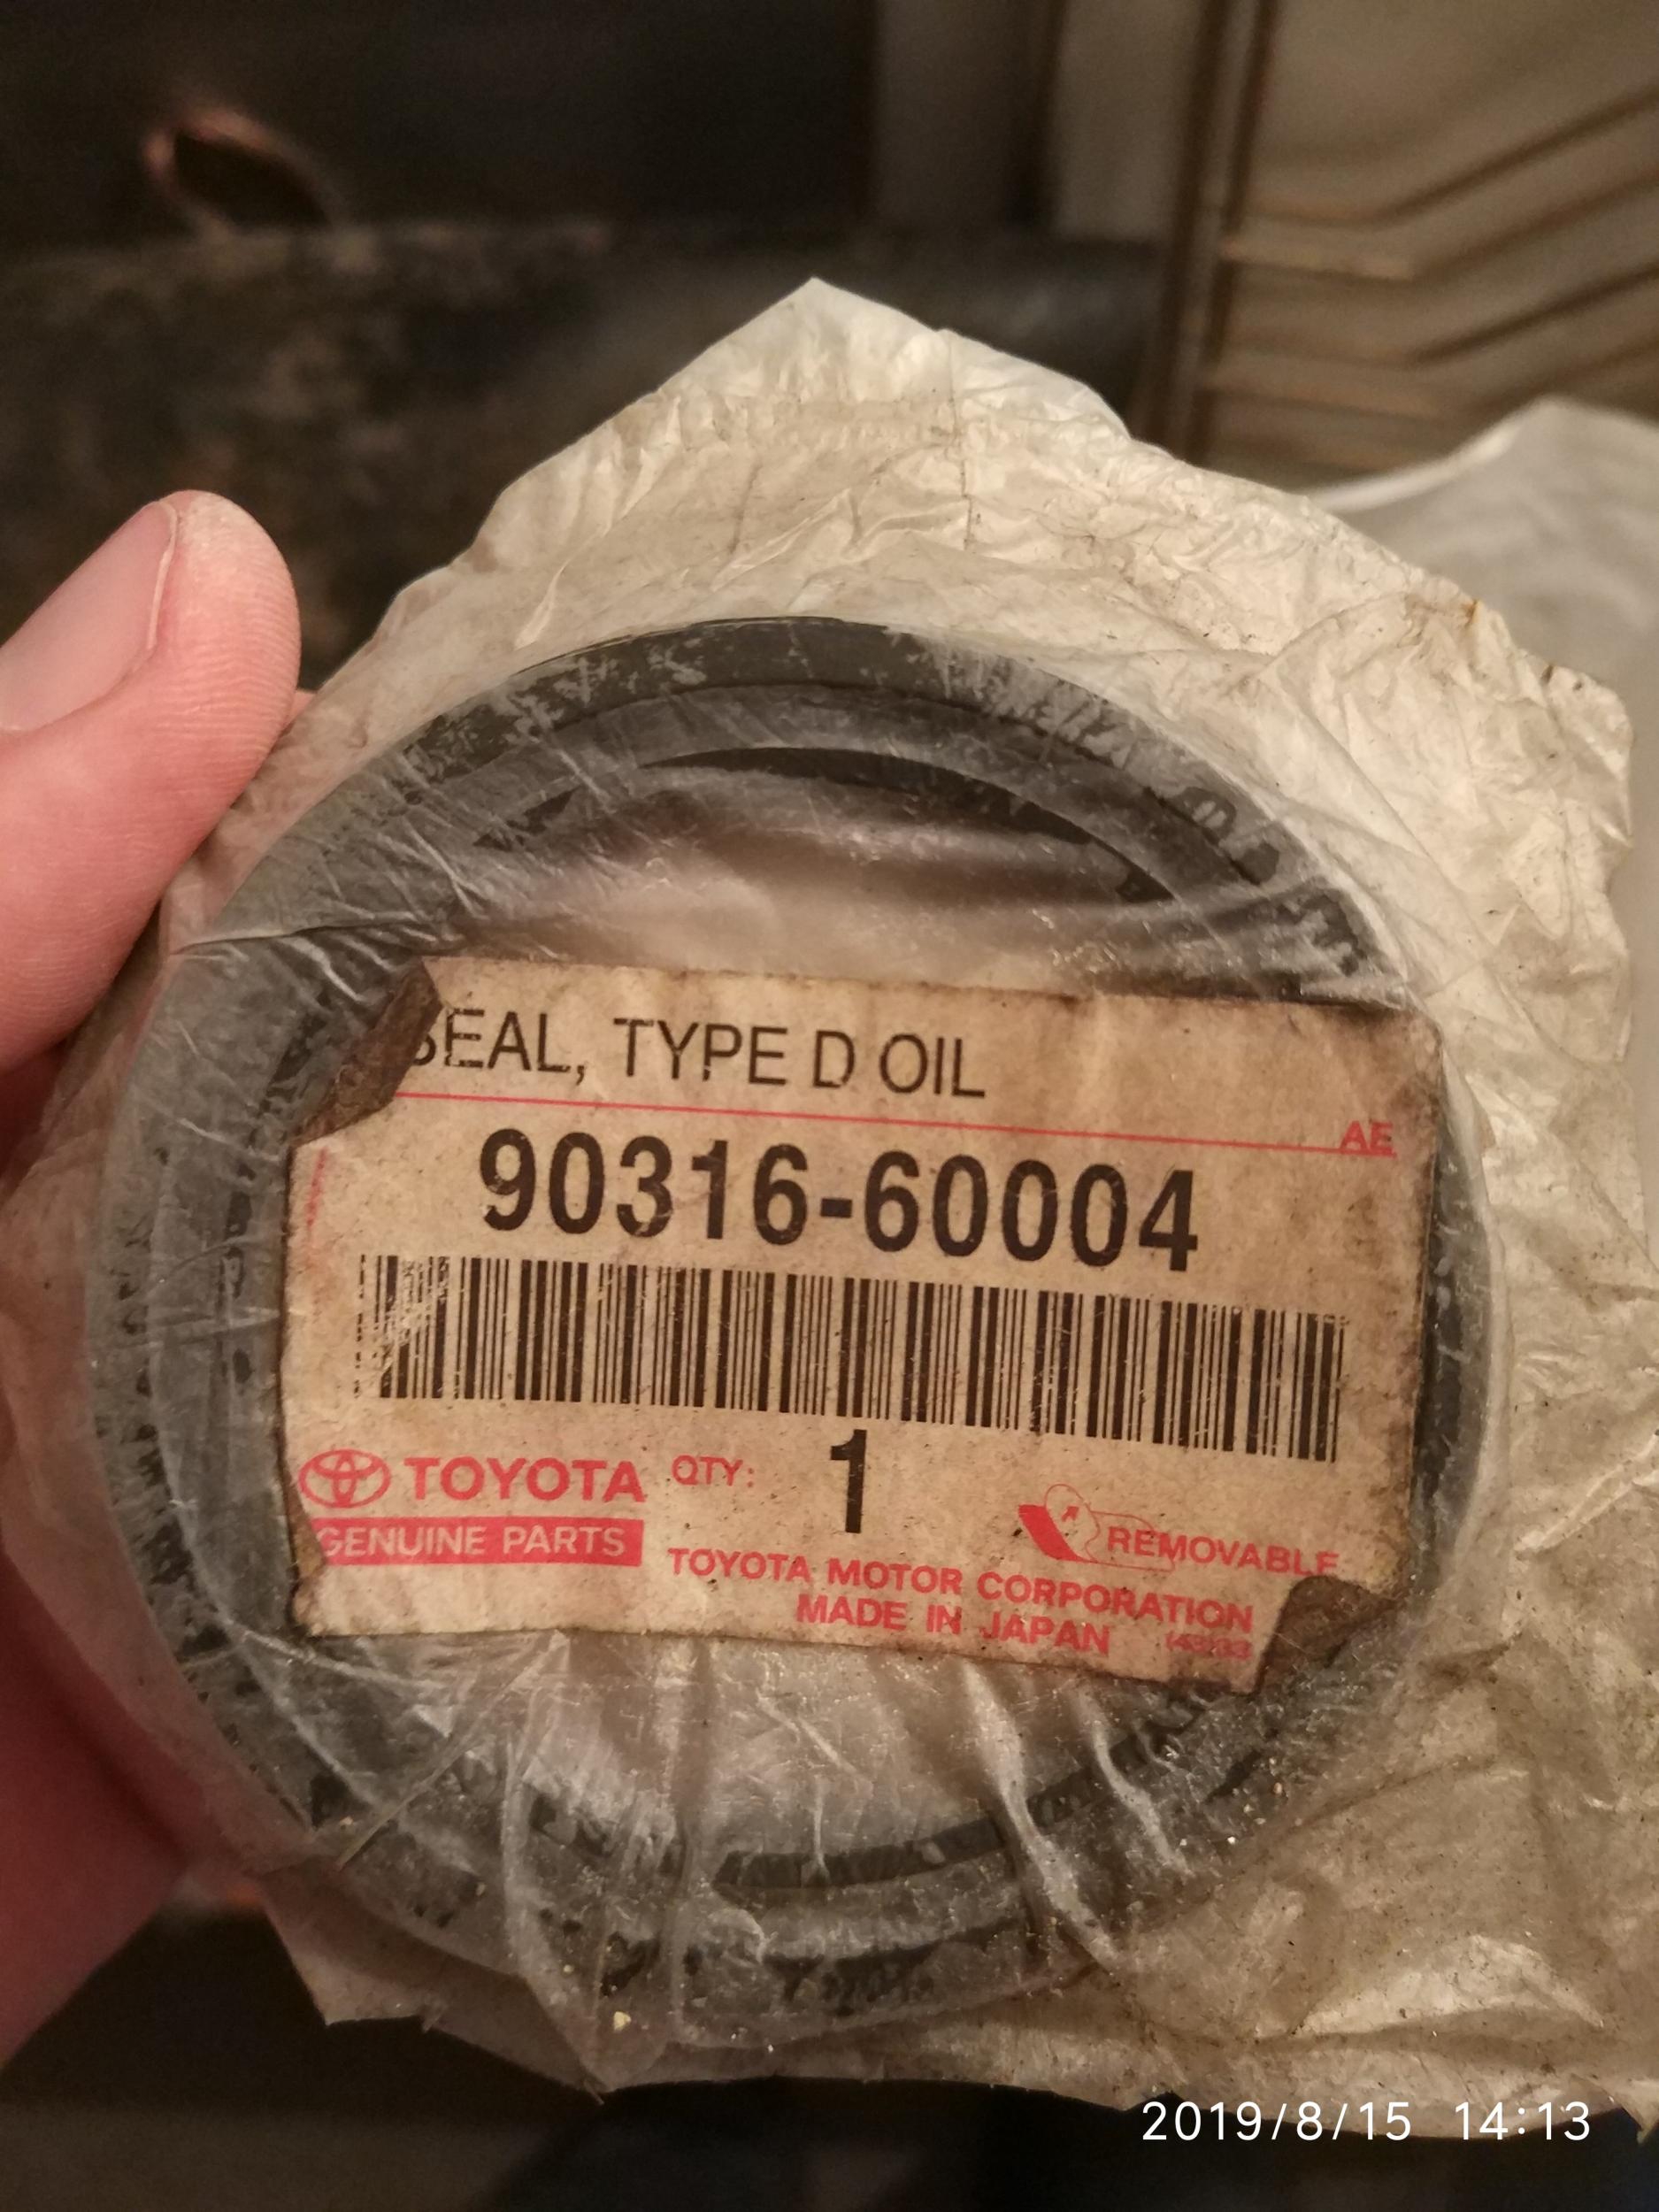 SEAL, TYPE D OIL
AE
90316-60004
TOYOTA QTY: 1
GENUINE PARTS
REMOVABLE
TOYOTA MOTOR CORPORATION
MADE IN JAPAN
2019/8/15 14:13